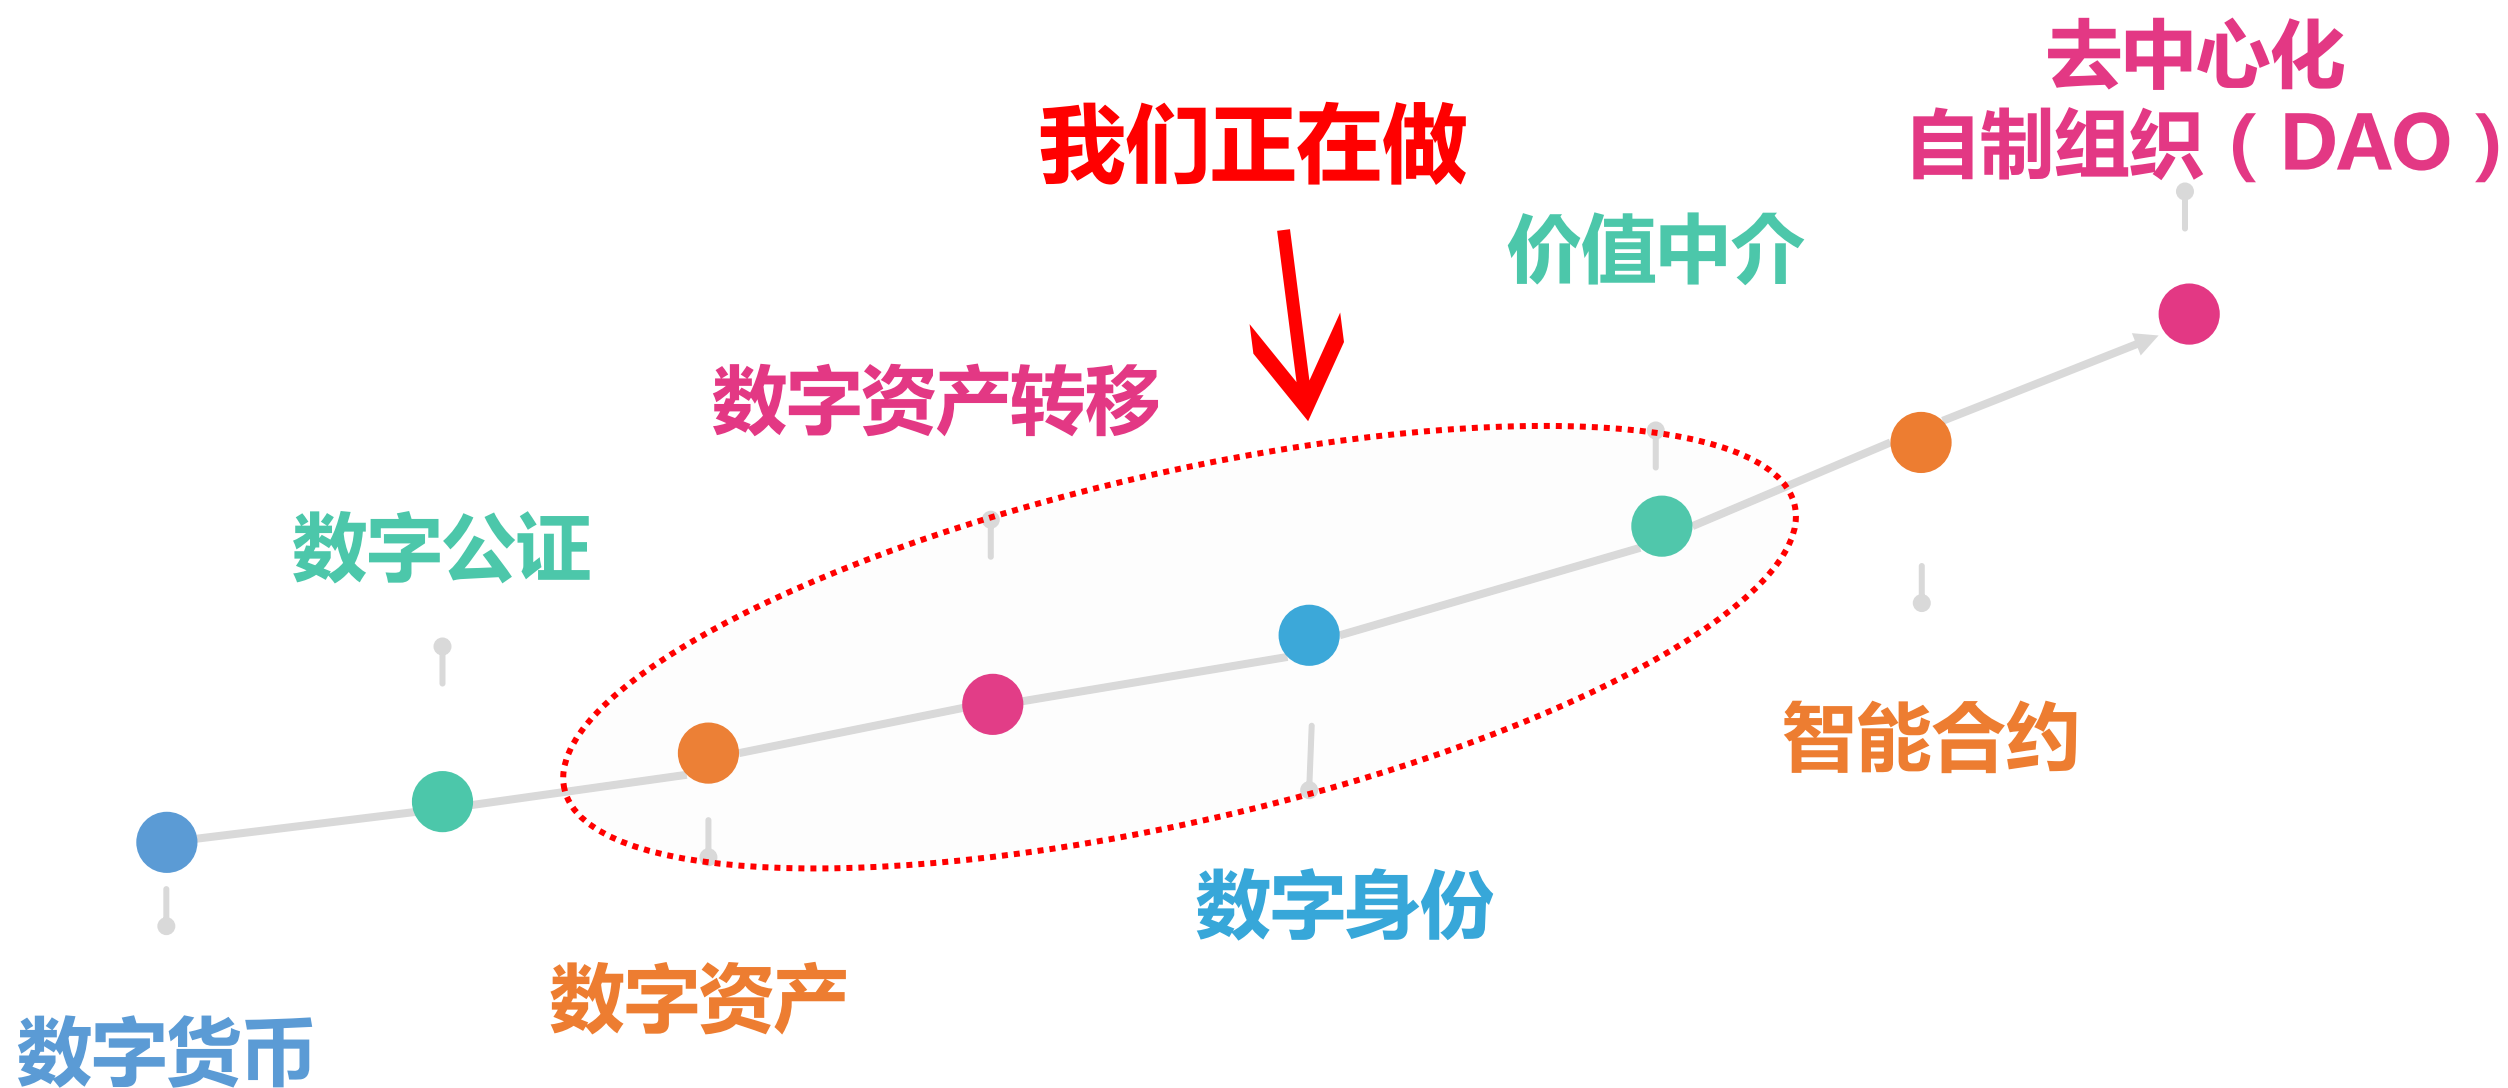 去中心化
自制组织（DAO）
我们正在做
价值中介
数字资产转移
数字公证
智能合约
数字身份
数字资产
数字货币